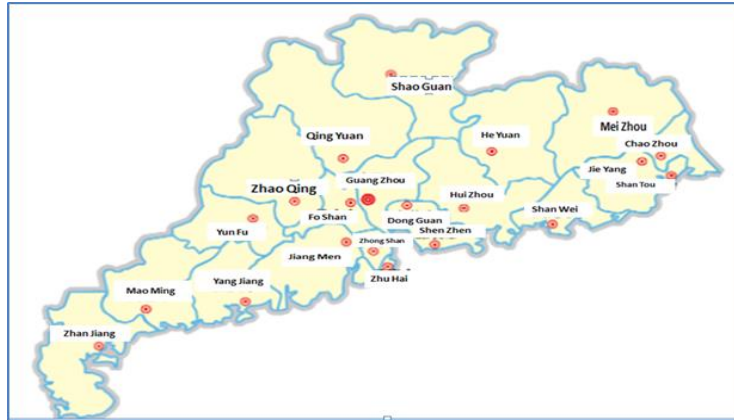 Shao Guan
Mei Zhou
Qing Yuan
He Yuan
Chao Zhou
Jie Yang
Guang Zhou
Zhao Qing
Hui Zhou
Shan Tou
Shan Wei
Fo Shan
Dong Guan
Yun Fu
Shen Zhen
Zhong Shan
Jiang Men
Zhu Hai
Yang Jiang
Mao Ming
Zhan Jiang